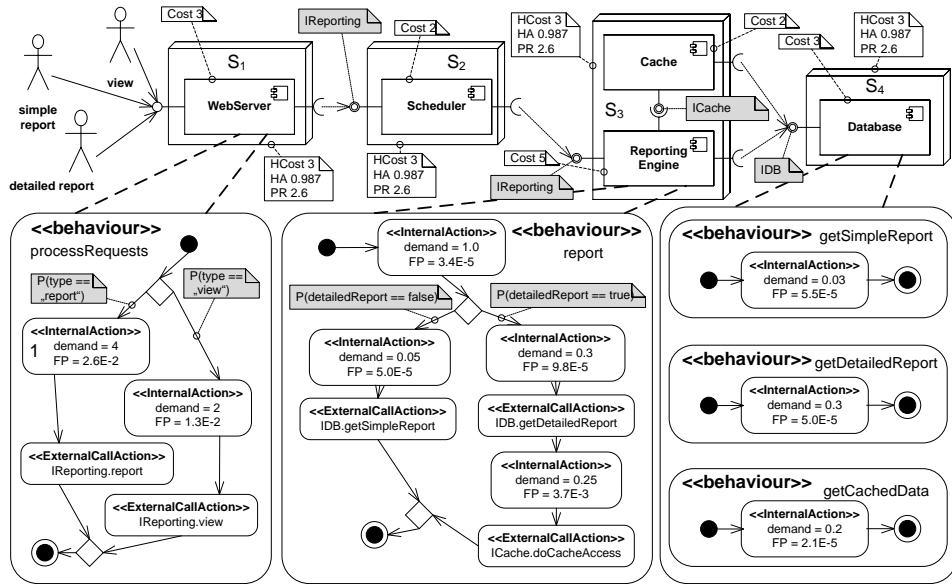 simple
report
view
detailed report
Cost 3
S1
WebServer
HCost 3
HA 0.987
PR 2.6
IReporting
Cost 2
S2
Scheduler
HCost 3
HA 0.987
PR 2.6
HCost 3
HA 0.987
PR 2.6
Cost 2
Cache
S3
ICache
Cost 5
Reporting
Engine
IReporting
Cost 3
HCost 3
HA 0.987
PR 2.6
S4
Database
IDB
<<behaviour>>
processRequests
P(type ==
„report“)
P(type ==
„view“)
<<InternalAction>>
1
demand = 4
FP = 2.6E-2
<<InternalAction>>
demand = 2
FP = 1.3E-2
<<ExternalCallAction>>
IReporting.report
<<ExternalCallAction>>
IReporting.view
<<behaviour>>
report
<<InternalAction>>
demand = 1.0
FP = 3.4E-5
P(detailedReport == false)
P(detailedReport == true)
<<InternalAction>>
demand = 0.05
FP = 5.0E-5
<<InternalAction>>
demand = 0.3
FP = 9.8E-5
<<ExternalCallAction>>
IDB.getSimpleReport
<<ExternalCallAction>>
IDB.getDetailedReport
<<InternalAction>>
demand = 0.25
FP = 3.7E-3
<<ExternalCallAction>>
ICache.doCacheAccess
<<behaviour>> getSimpleReport
<<InternalAction>>
demand = 0.03
FP = 5.5E-5
<<behaviour>> getDetailedReport
<<InternalAction>>
demand = 0.3
FP = 5.0E-5
<<behaviour>> getCachedData
<<InternalAction>>
demand = 0.2
FP = 2.1E-5